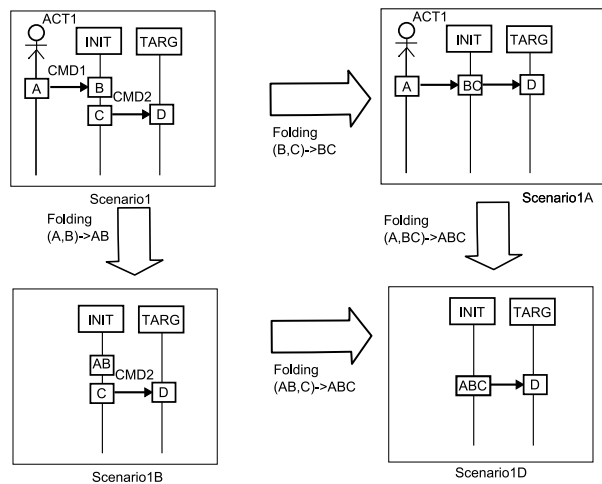 ACT1
INIT
TARG
CMD1
A
B
CMD2
C
D
Scenario1
Folding
(B,C)->BC
ACT1
INIT
TARG
A
BC
D
Scenario1A
Folding
(A,B)->AB
Folding
(A,BC)->ABC
INIT
TARG
AB
CMD2
C
D
Scenario1B
Folding
(AB,C)->ABC
INIT
TARG
ABC
D
Scenario1D